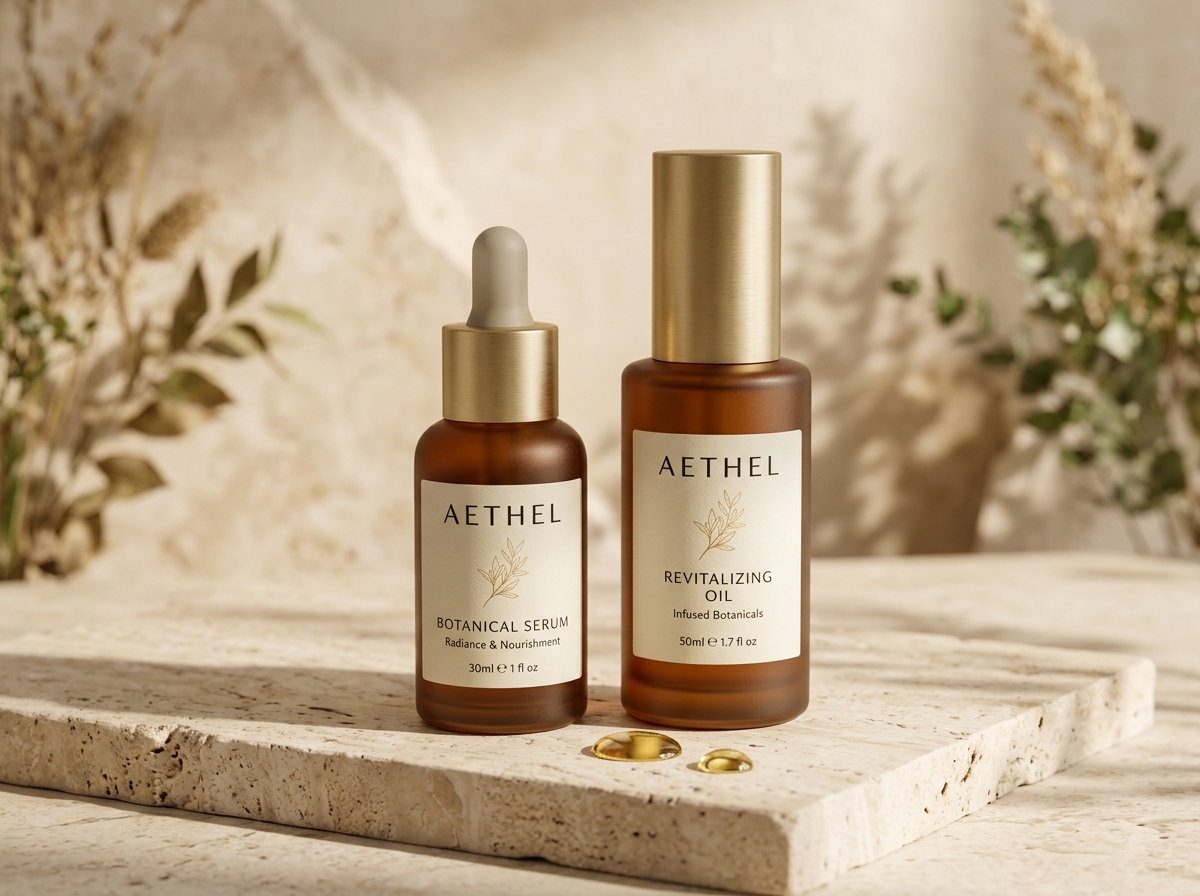 AETHEL
BOTANICAL SERUM
Radiance & Nourishment
30ml ℮ 1 fl oz
AETHEL
REVITALIZING
OIL
Infused Botanicals
50ml ℮ 1.7 fl oz